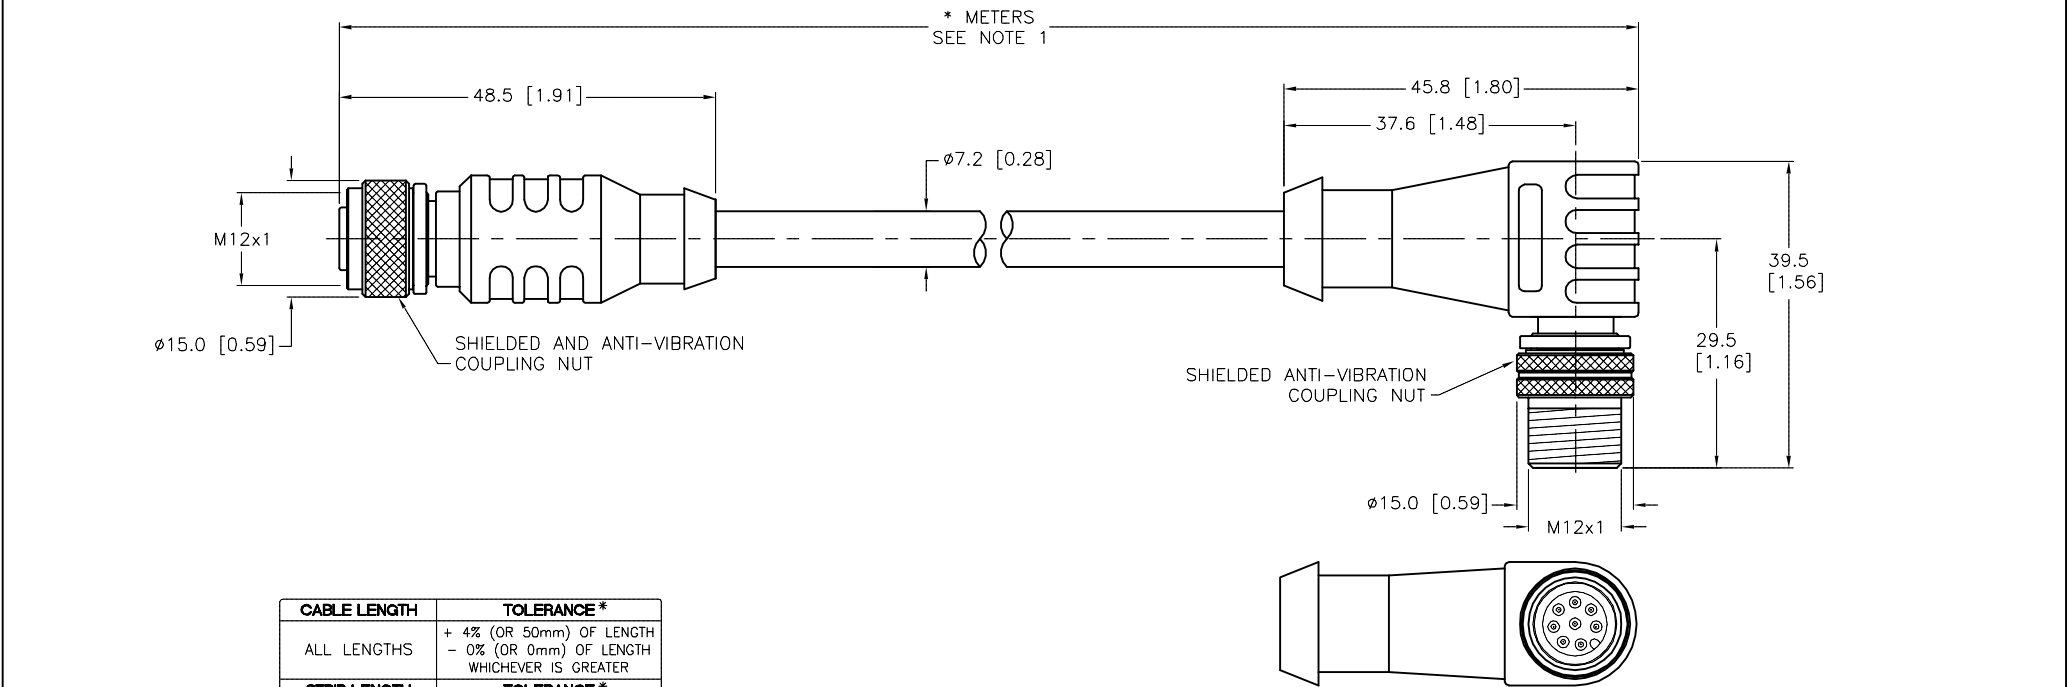 * METERS
SEE NOTE 1
48.5 [1.91]
45.8 [1.80]
37.6 [1.48]
ø7.2 [0.28]
M12x1
39.5
[1.56]
ø15.0 [0.59]
SHIELDED AND ANTI-VIBRATION
COUPLING NUT
29.5
[1.16]
SHIELDED ANTI-VIBRATION
COUPLING NUT
ø15.0 [0.59]
M12x1
CABLE LENGTH TOLERANCE*
ALL LENGTHS
+ 4% (OR 50mm) OF LENGTH
- 0% (OR 0mm) OF LENGTH
WHICHEVER IS GREATER
STRIP LENGTH TOLERANCE*